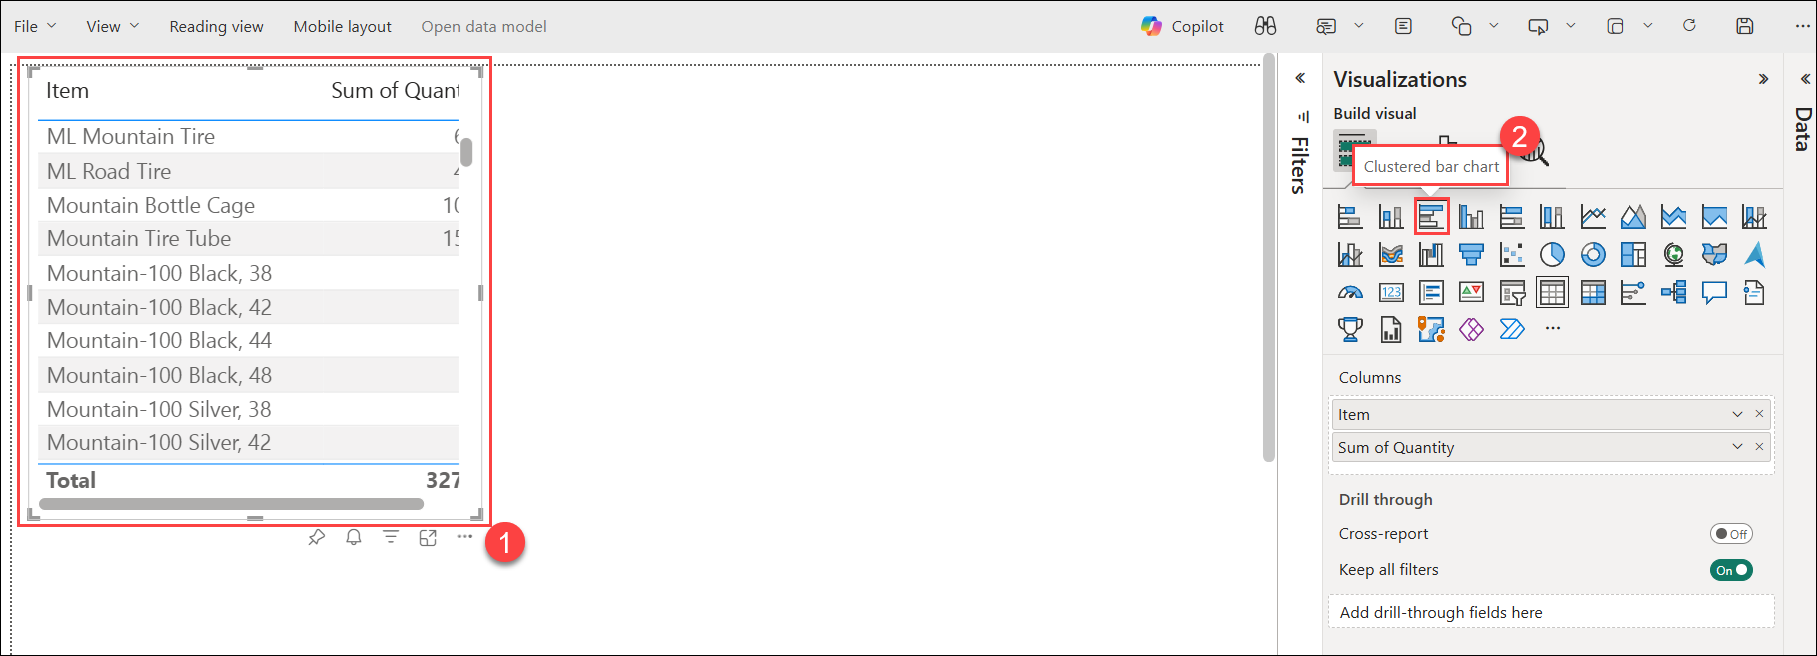 File View Reading view Mobile layout Open data model Copilot
Item Sum of Quant
ML Mountain Tire 6
ML Road Tire 4
Mountain Bottle Cage 10
Mountain Tire Tube 15
Mountain-100 Black, 38
Mountain-100 Black, 42
Mountain-100 Black, 44
Mountain-100 Black, 48
Mountain-100 Silver, 38
Mountain-100 Silver, 42
Total 327
1
Filters
Visualizations
Build visual
2
Clustered bar chart
123
Columns
Item
Sum of Quantity
Drill through
Cross-report Off
Keep all filters On
Add drill-through fields here
Data